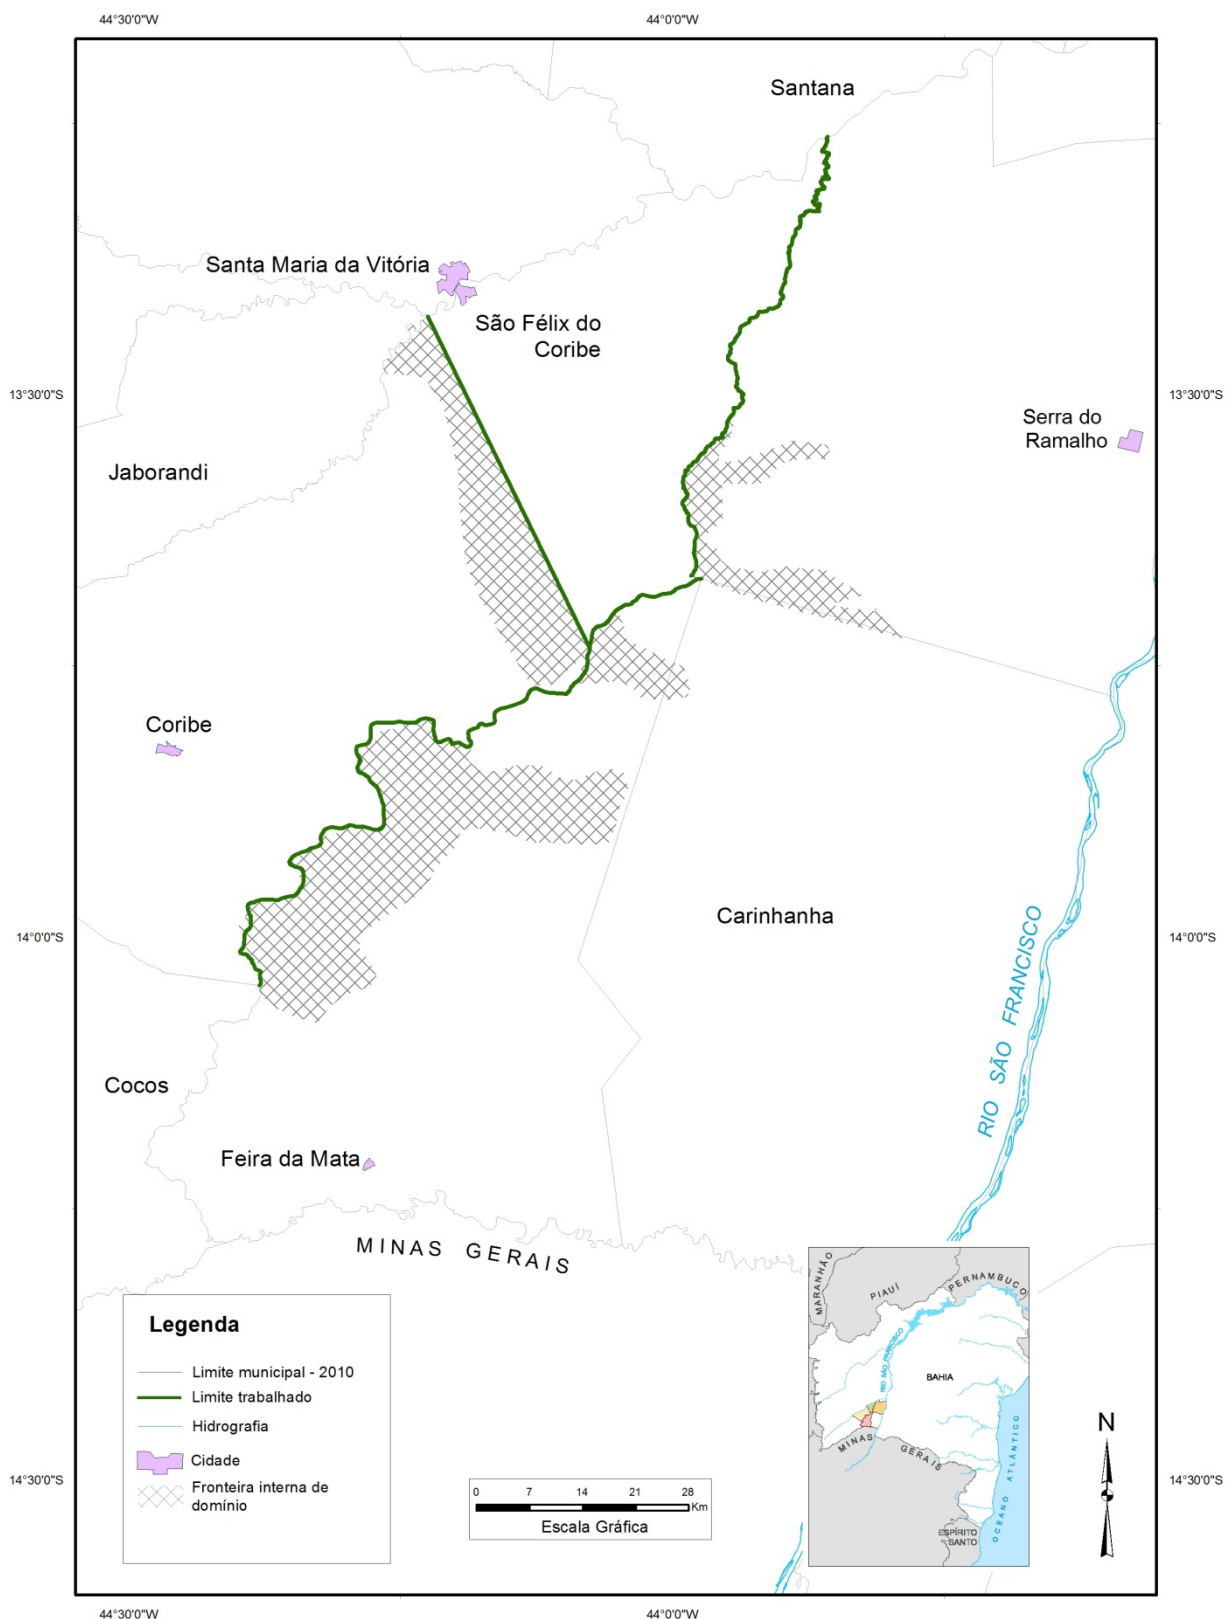 44°30'0"W
44°0'0"W
Santana
Santa Maria da Vitória
São Félix do
Coribe
13°30'0"S
13°30'0"S
Serra do
Ramalho
Jaborandi
Coribe
Carinhanha
RIO SÃO FRANCISCO
14°0'0"S
14°0'0"S
Cocos
Feira da Mata
MINAS GERAIS
Legenda
Limite municipal - 2010
Limite trabalhado
Hidrografia
Cidade
Fronteira interna de
domínio
0 7 14 21 28
Km
Escala Gráfica
MARANHÃO
PIAUÍ
PERNAMBUCO
RIO SÃO FRANCISCO
BAHIA
MINAS GERAIS
OCEANO ATLÂNTICO
ESPÍRITO
SANTO
N
14°30'0"S
14°30'0"S
44°30'0"W
44°0'0"W